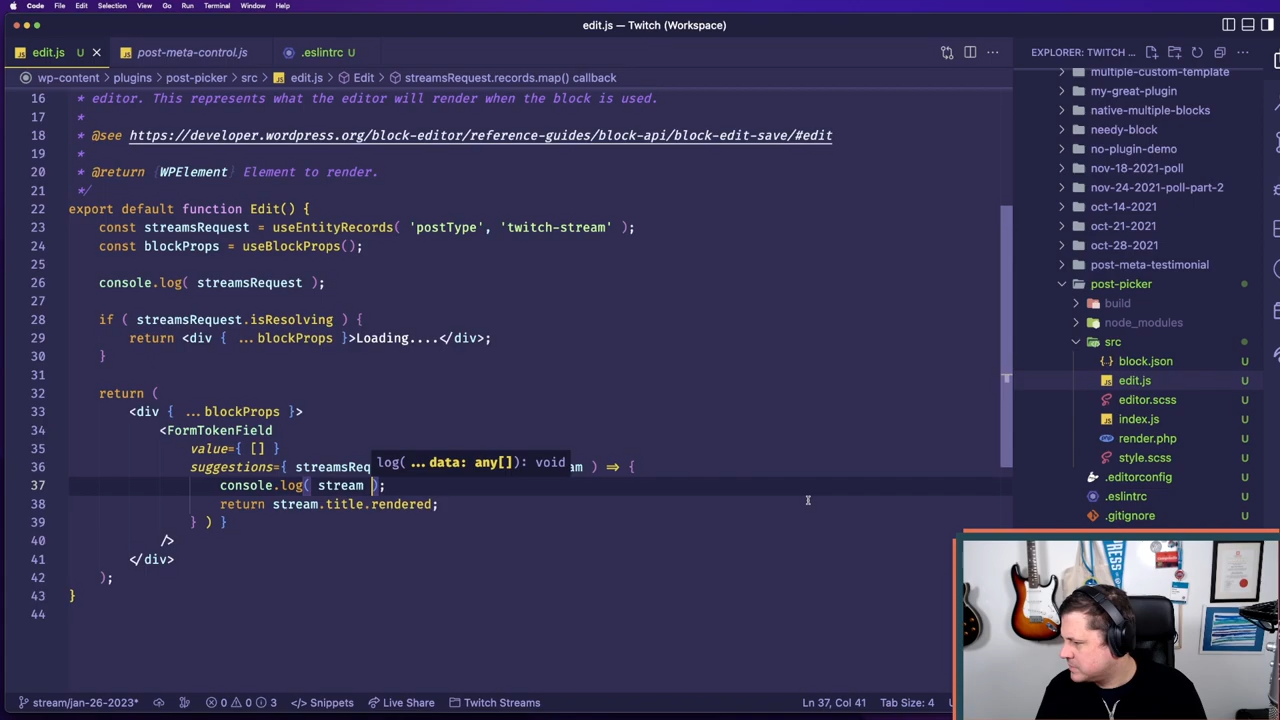 Code File Edit Selection View Go Run Terminal Window Help
edit.js — Twitch (Workspace)
edit.js U post-meta-control.js .eslintrc U
EXPLORER: TWITCH ...
wp-content plugins post-picker src edit.js Edit streamsRequest.records.map() callback
16 * editor. This represents what the editor will render when the block is used.
17 *
18 * @see https://developer.wordpress.org/block-editor/reference-guides/block-api/block-edit-save/#edit
19 *
20 * @return {WPElement} Element to render.
21 */
22 export default function Edit() {
23 const streamsRequest = useEntityRecords( 'postType', 'twitch-stream' );
24 const blockProps = useBlockProps();
25
26 console.log( streamsRequest );
27
28 if ( streamsRequest.isResolving ) {
29 return <div { ...blockProps }>Loading....</div>;
30 }
31
32 return (
33 <div { ...blockProps }>
34 <FormTokenField
35 value={ [] }
log(...data: any[]): void
36 suggestions={ streamsReq am ) => {
37 console.log( stream );
38 return stream.title.rendered;
39 } ) }
40 />
41 </div>
42 );
43 }
44
multiple-custom-template
my-great-plugin
native-multiple-blocks
needy-block
no-plugin-demo
nov-18-2021-poll
nov-24-2021-poll-part-2
oct-14-2021
oct-21-2021
oct-28-2021
post-meta-testimonial
post-picker
build
node_modules
src
block.json U
edit.js U
editor.scss U
index.js U
render.php U
style.scss U
.editorconfig U
.eslintrc U
.gitignore U
stream/jan-26-2023* 0 0 3 </> Snippets Live Share Twitch Streams Ln 37, Col 41 Tab Size: 4